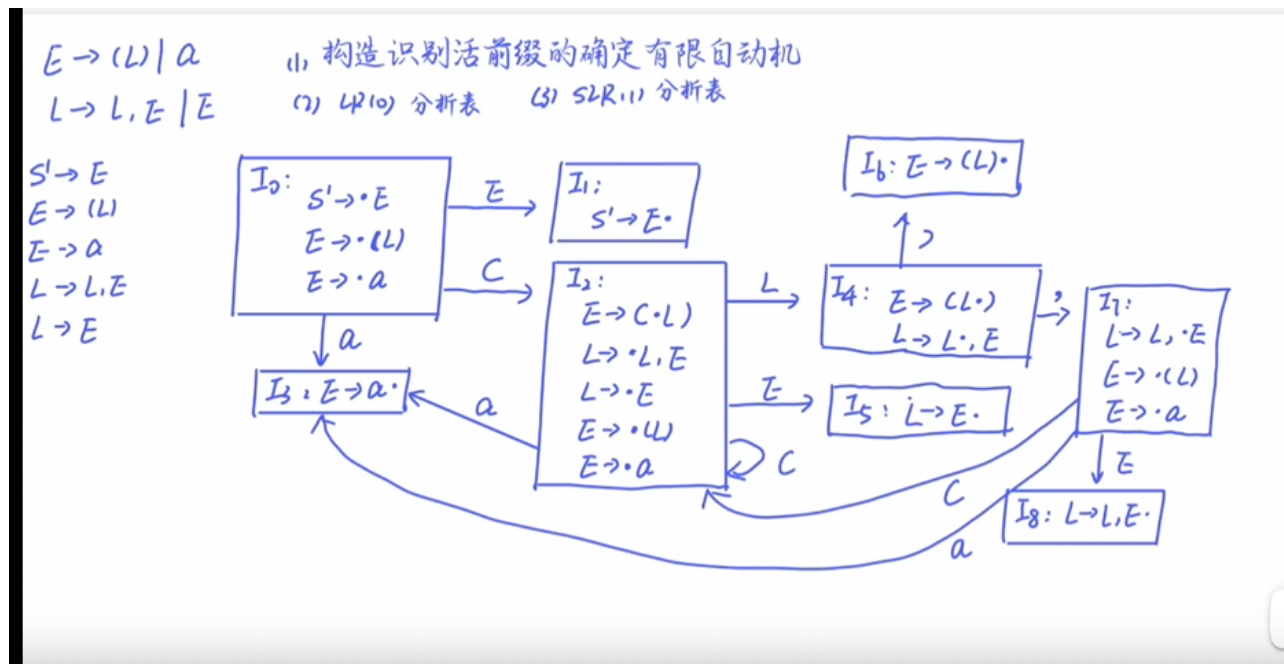 E → (L) | a
L → L, E | E
(1) 构造识别活前缀的确定有限自动机
(2) LR(0) 分析表 (3) SLR(1) 分析表
S' → E
E → (L)
E → a
L → L, E
L → E
I0:
S' → ·E
E → ·(L)
E → ·a
E
I1:
S' → E·
(
a
I3: E → a·
I2:
E → (·L)
L → ·L, E
L → ·E
E → ·(L)
E → ·a
a
(
L
I4: E → (L·)
L → L·, E
)
I6: E → (L)·
E
I5: L → E·
,
I7:
L → L, ·E
E → ·(L)
E → ·a
E
(
a
I8: L → L, E·